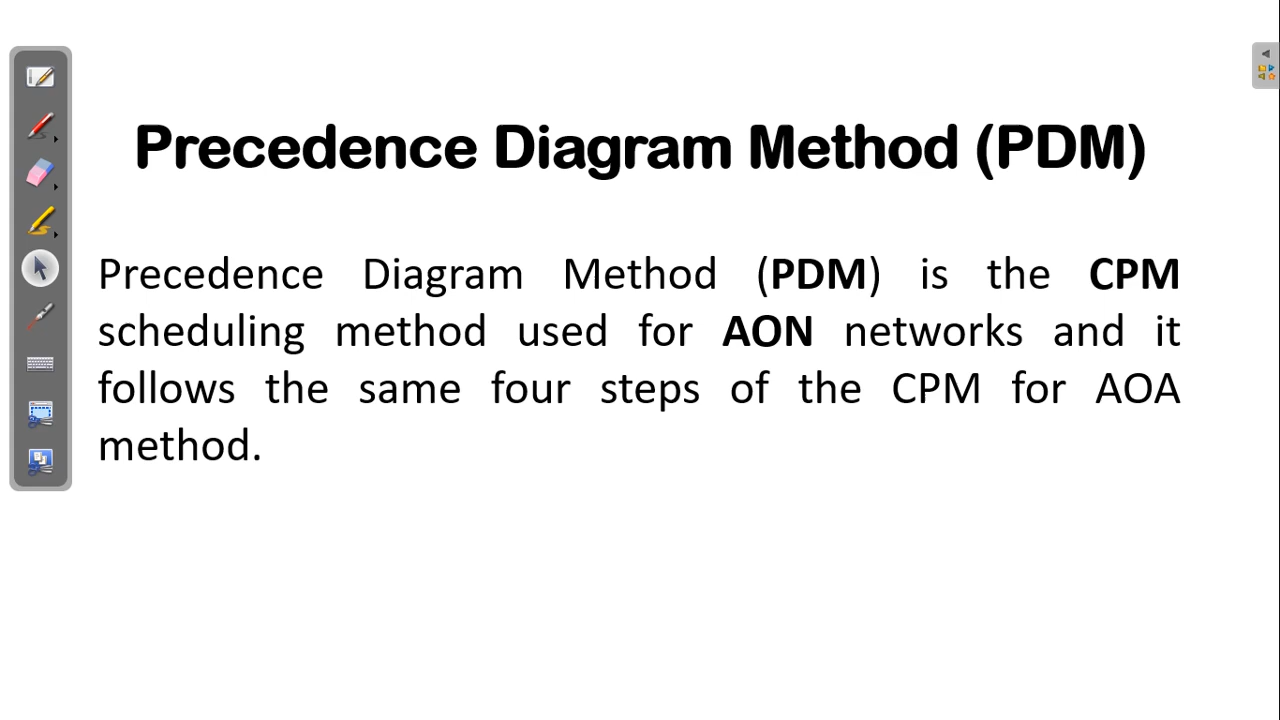 Precedence Diagram Method (PDM)
Precedence Diagram Method (PDM) is the CPM
scheduling method used for AON networks and it
follows the same four steps of the CPM for AOA
method.